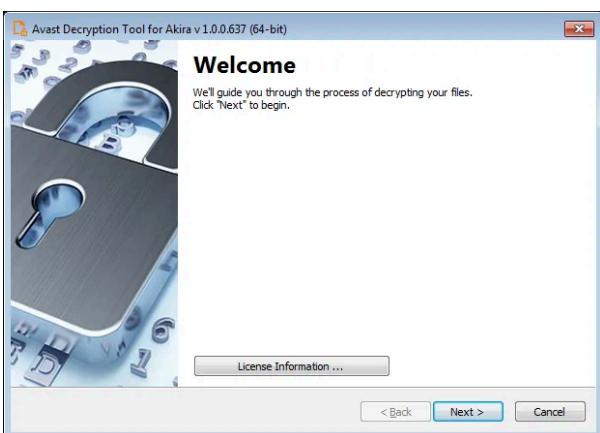 Avast Decryption Tool for Akira v 1.0.0.637 (64-bit)
Welcome
We'll guide you through the process of decrypting your files.
Click "Next" to begin.
License Information ...
< Back
Next >
Cancel